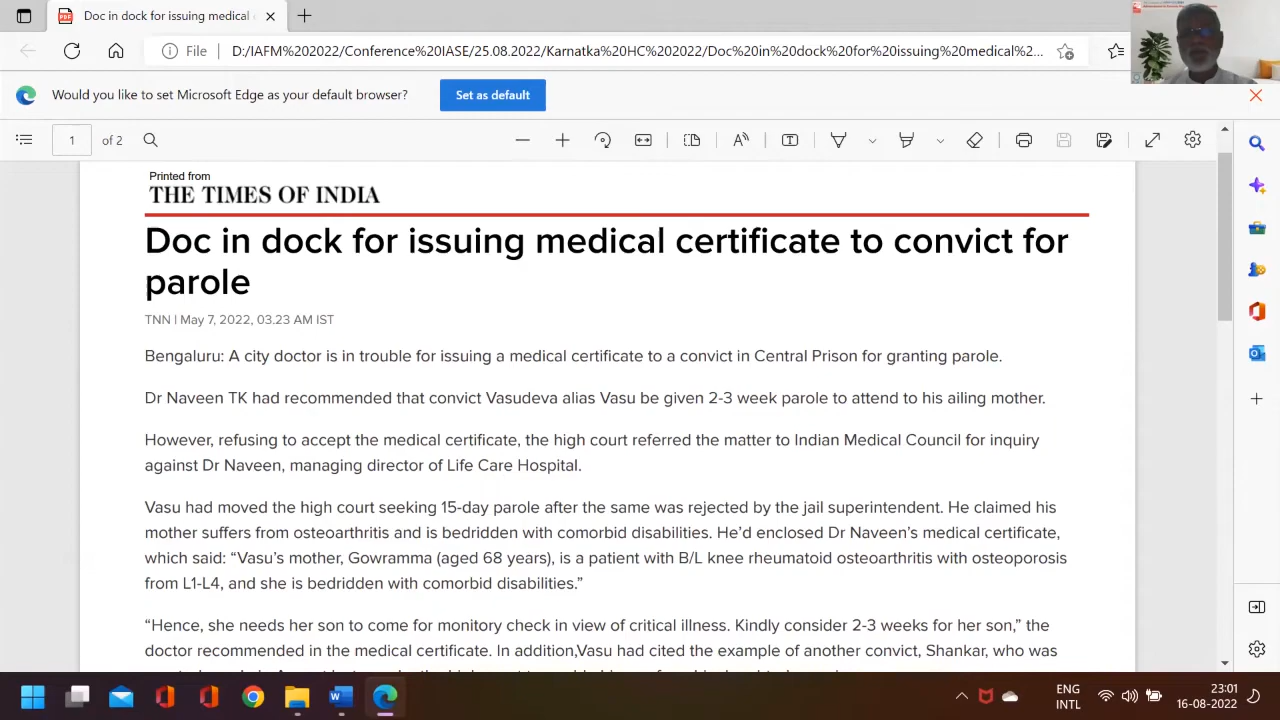 Doc in dock for issuing medical
File
D:/IAFM%202022/Conference%20IASE/25.08.2022/Karnatka%20HC%202022/Doc%20in%20dock%20for%20issuing%20medical%2...
Would you like to set Microsoft Edge as your default browser?
Set as default
1 of 2
Printed from
THE TIMES OF INDIA
Doc in dock for issuing medical certificate to convict for
parole
TNN | May 7, 2022, 03.23 AM IST
Bengaluru: A city doctor is in trouble for issuing a medical certificate to a convict in Central Prison for granting parole.
Dr Naveen TK had recommended that convict Vasudeva alias Vasu be given 2-3 week parole to attend to his ailing mother.
However, refusing to accept the medical certificate, the high court referred the matter to Indian Medical Council for inquiry
against Dr Naveen, managing director of Life Care Hospital.
Vasu had moved the high court seeking 15-day parole after the same was rejected by the jail superintendent. He claimed his
mother suffers from osteoarthritis and is bedridden with comorbid disabilities. He’d enclosed Dr Naveen’s medical certificate,
which said: “Vasu’s mother, Gowramma (aged 68 years), is a patient with B/L knee rheumatoid osteoarthritis with osteoporosis
from L1-L4, and she is bedridden with comorbid disabilities.”
“Hence, she needs her son to come for monitory check in view of critical illness. Kindly consider 2-3 weeks for her son,” the
doctor recommended in the medical certificate. In addition,Vasu had cited the example of another convict, Shankar, who was
ENG
INTL
23:01
16-08-2022